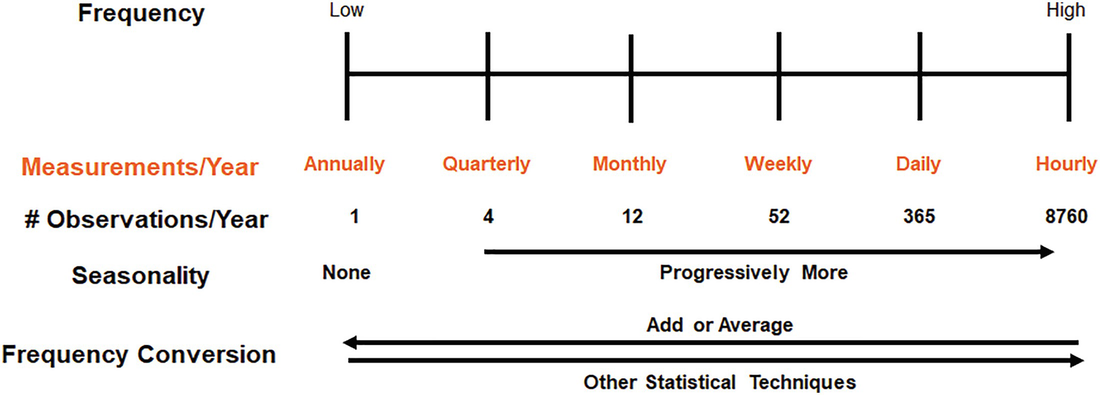 Frequency Low High
Measurements/Year Annually Quarterly Monthly Weekly Daily Hourly
# Observations/Year 1 4 12 52 365 8760
Seasonality None Progressively More
Add or Average
Frequency Conversion
Other Statistical Techniques